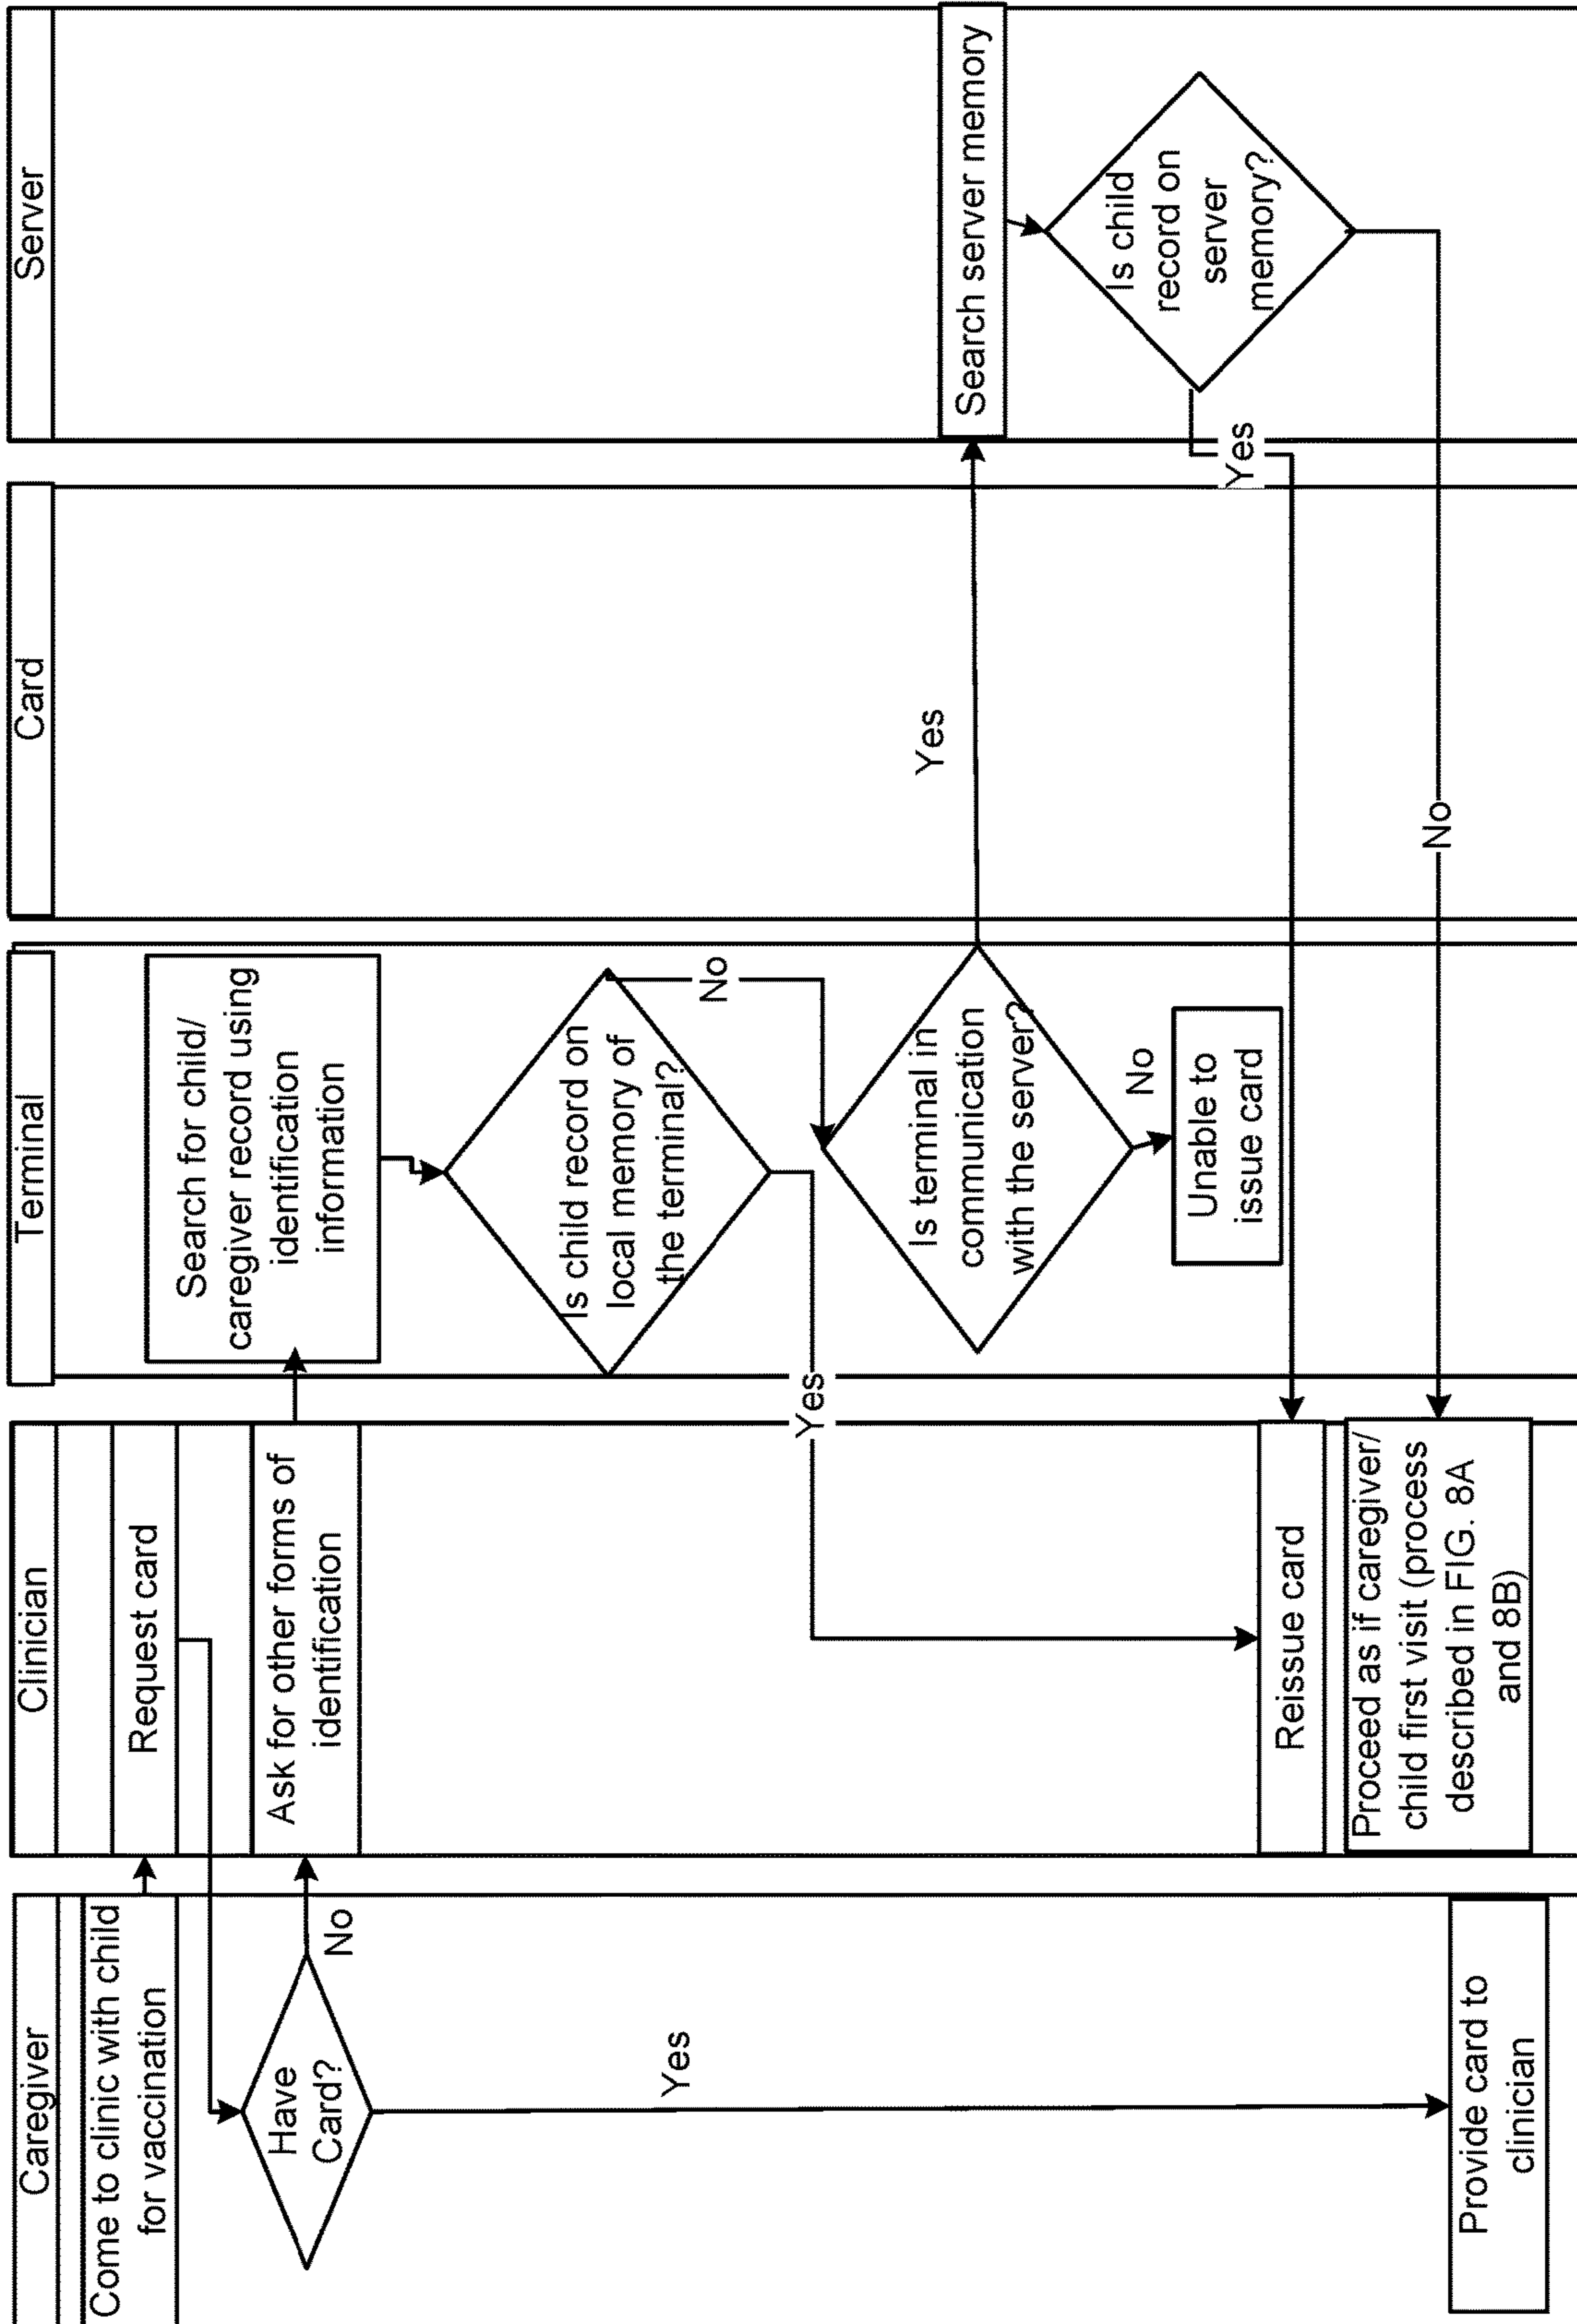 Caregiver
Come to clinic with child
for vaccination
Have
Card?
No
Yes
Provide card to
clinician
Clinician
Request card
Ask for other forms of
identification
Yes
Reissue card
Proceed as if caregiver/
child first visit (process
described in FIG. 8A
and 8B)
Terminal
Search for child/
caregiver record using
identification
information
Is child record on
local memory of
the terminal?
No
Is terminal in
communication
with the server?
No
Unable to
issue card
Card
Yes
No
Server
Search server memory
Is child
record on
server
memory?
Yes